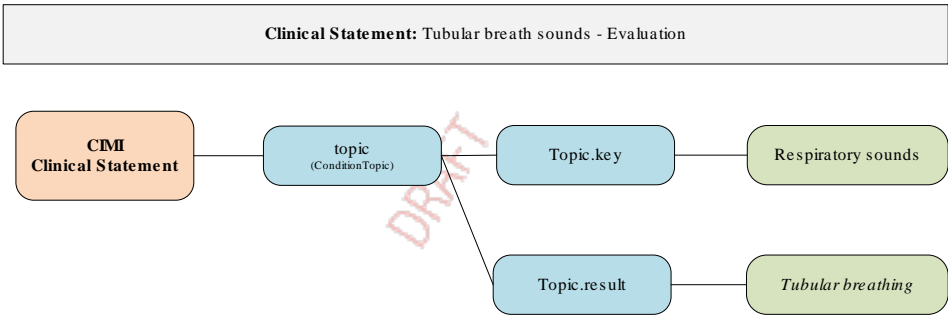 Clinical Statement: Tubular breath sounds - Evaluation
CIMI
Clinical Statement
topic
(ConditionTopic)
Topic.key
Respiratory sounds
DRAFT
Topic.result
Tubular breathing